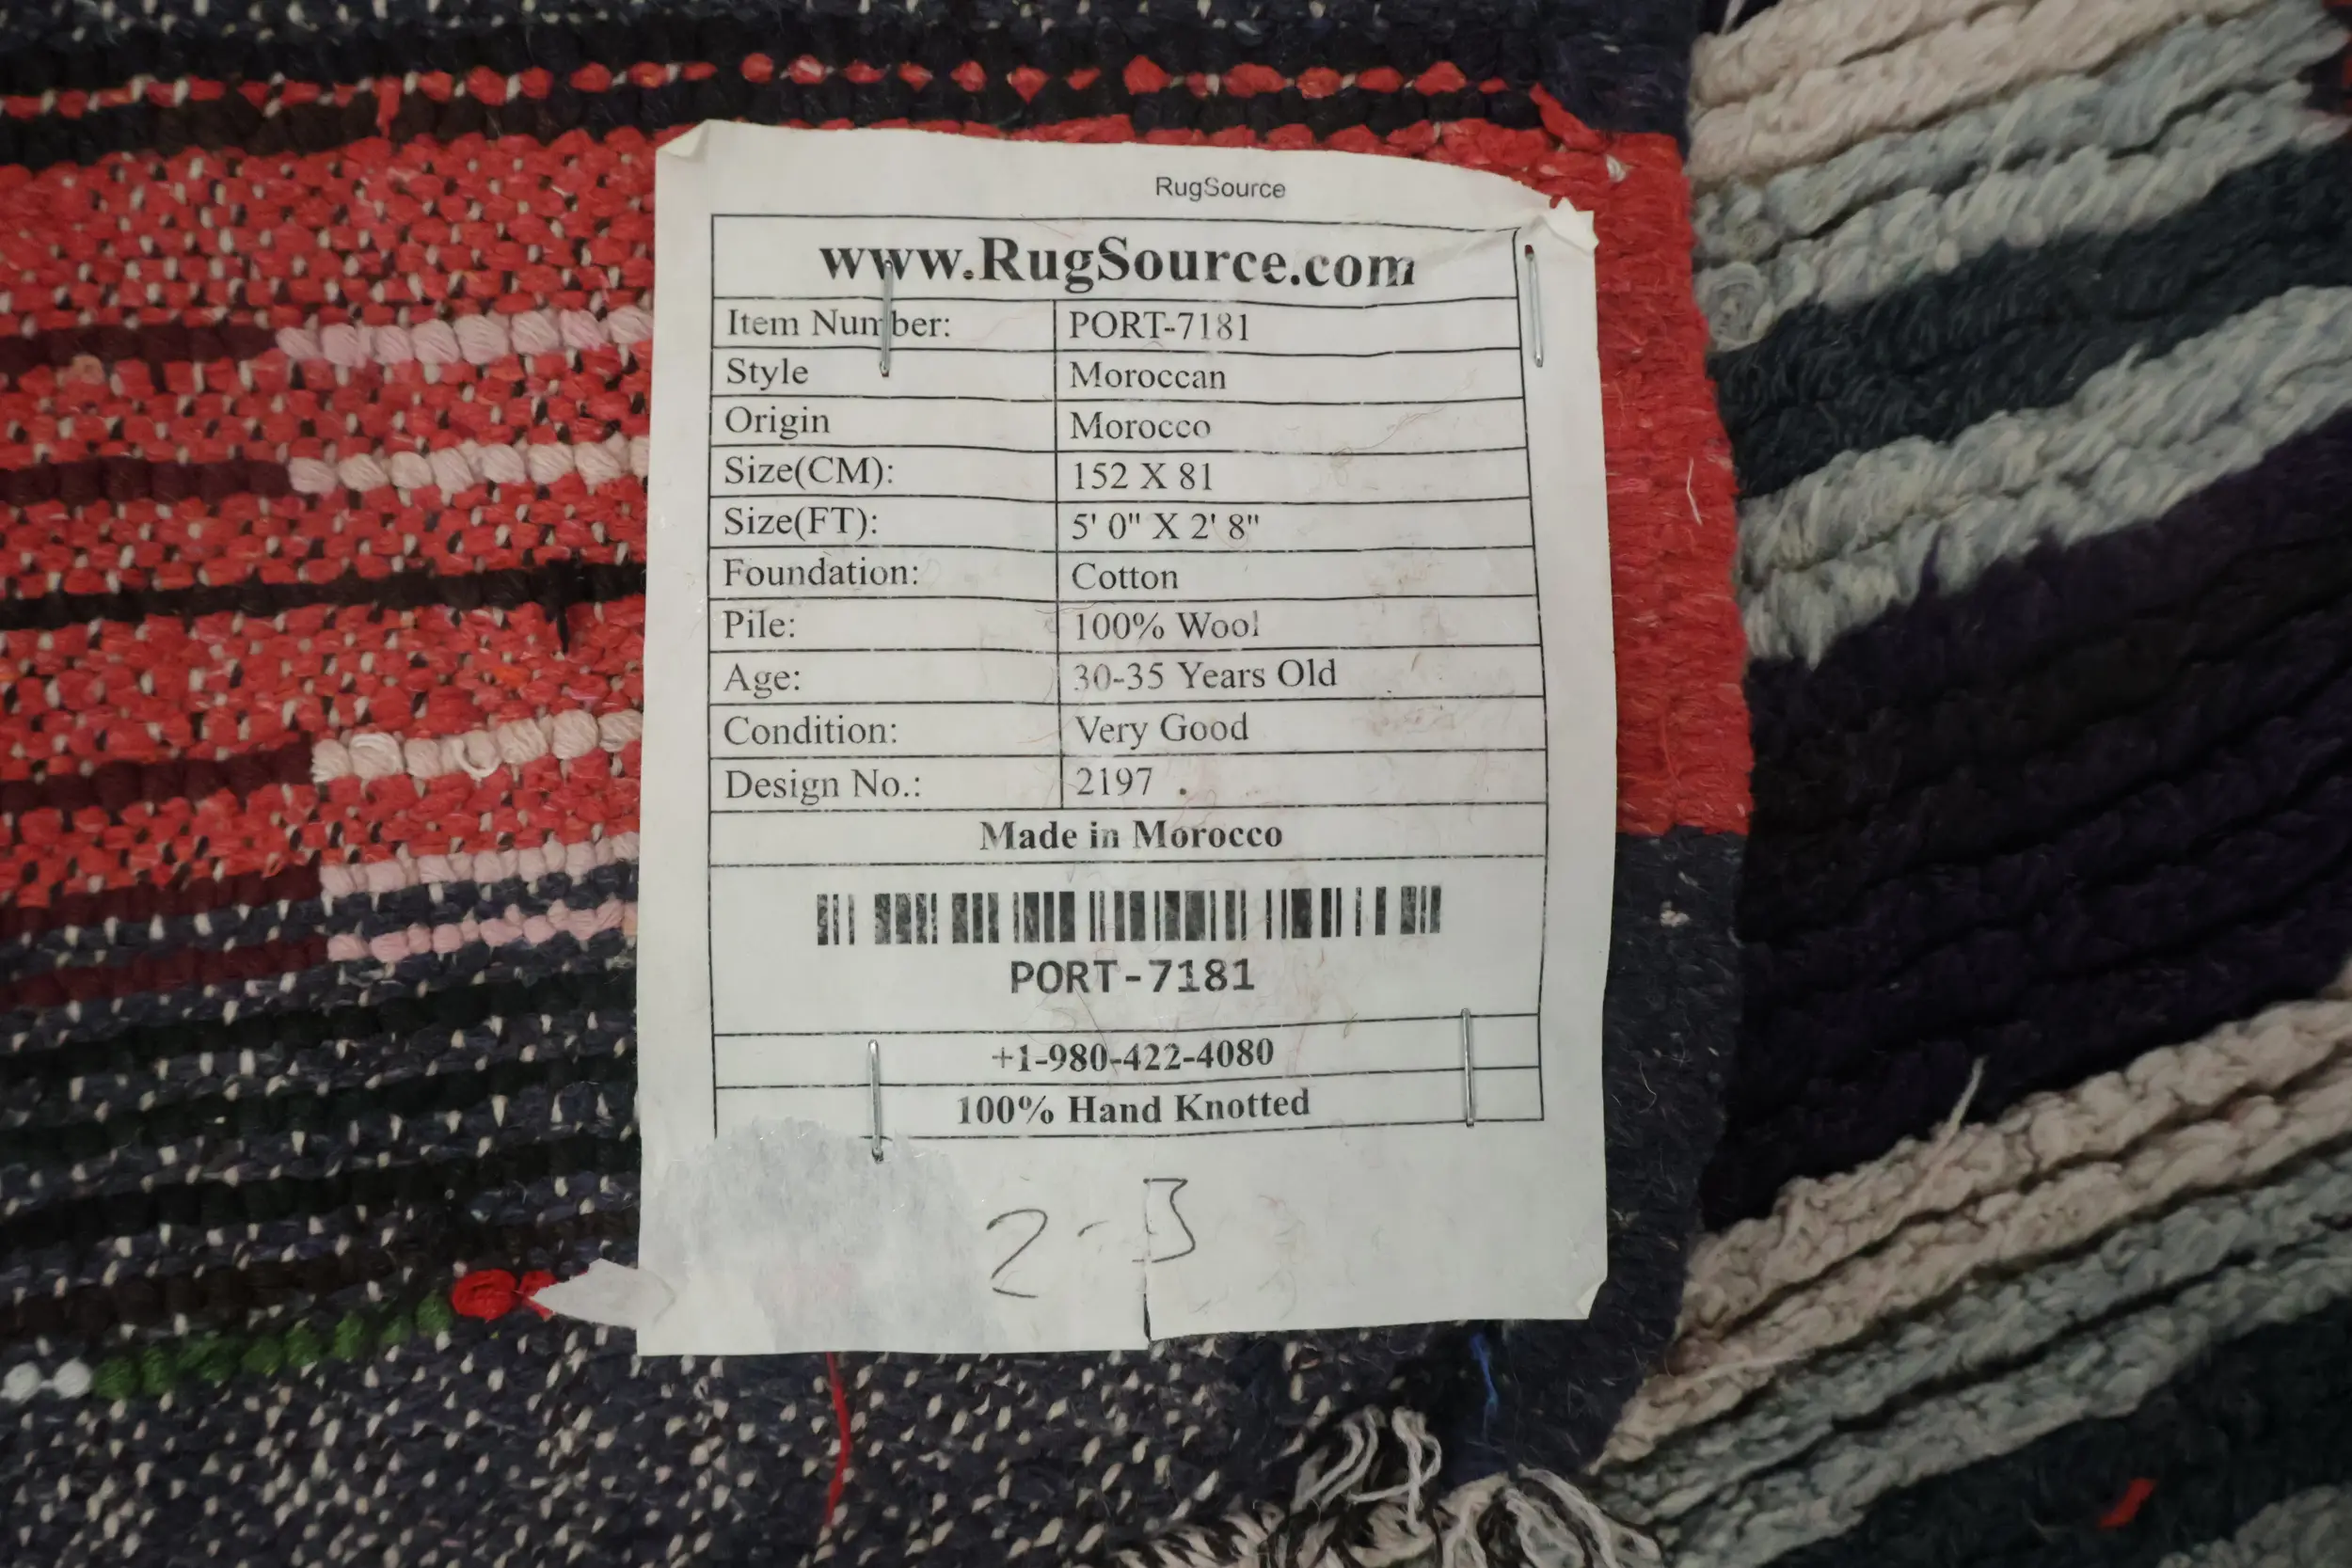 RugSource
www.RugSource.com
Item Number: PORT-7181
Style Moroccan
Origin Morocco
Size(CM): 152 X 81
Size(FT): 5' 0" X 2' 8"
Foundation: Cotton
Pile: 100% Wool
Age: 30-35 Years Old
Condition: Very Good
Design No.: 2197 .
Made in Morocco
PORT-7181
+1-980-422-4080
100% Hand Knotted
2-B